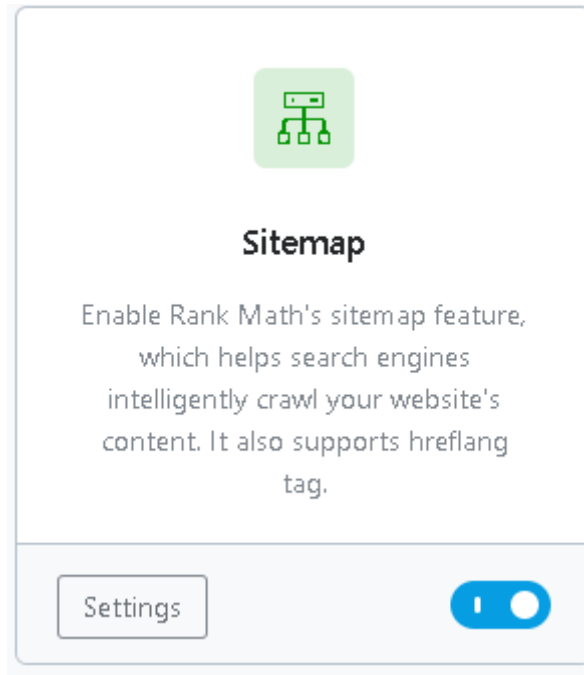 Sitemap
Enable Rank Math's sitemap feature,
which helps search engines
intelligently crawl your website's
content. It also supports hreflang
tag.
Settings